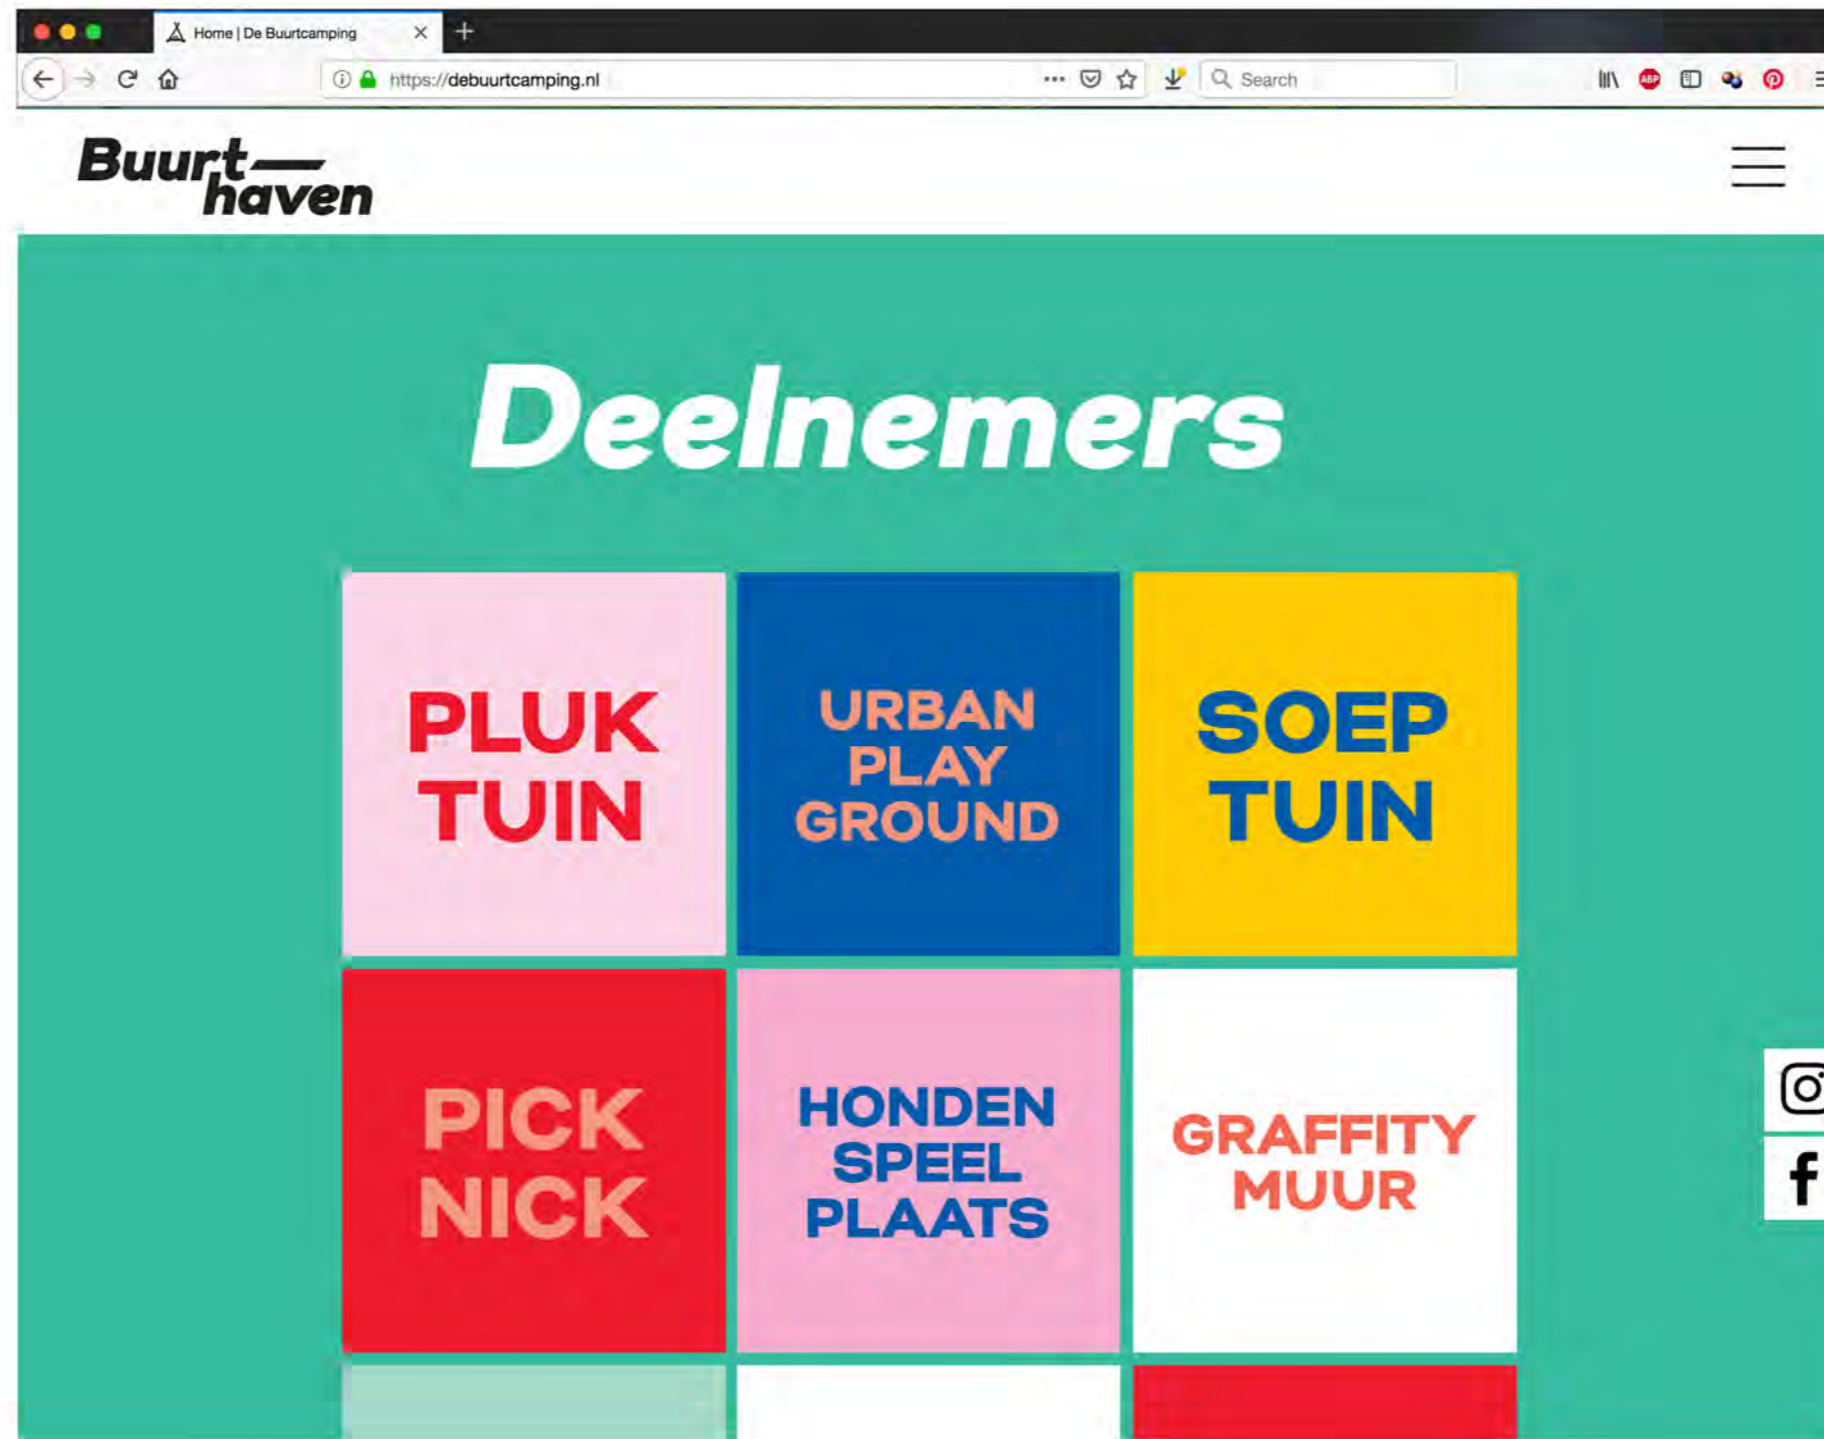 Home | De Buurtcamping
https://debuurtcamping.nl
Search
ABP
Buurt—
haven
Deelnemers
PLUK
TUIN
URBAN
PLAY
GROUND
SOEP
TUIN
PICK
NICK
HONDEN
SPEEL
PLAATS
GRAFFITY
MUUR